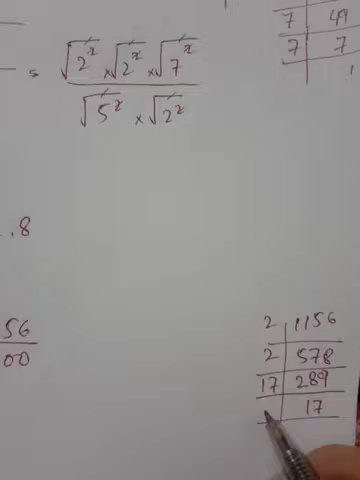 7 | 49
7 | 7
1
= √2² × √2² × √7²
√5² × √2²
.8
56
00
2 | 1156
2 | 578
17 | 289
17